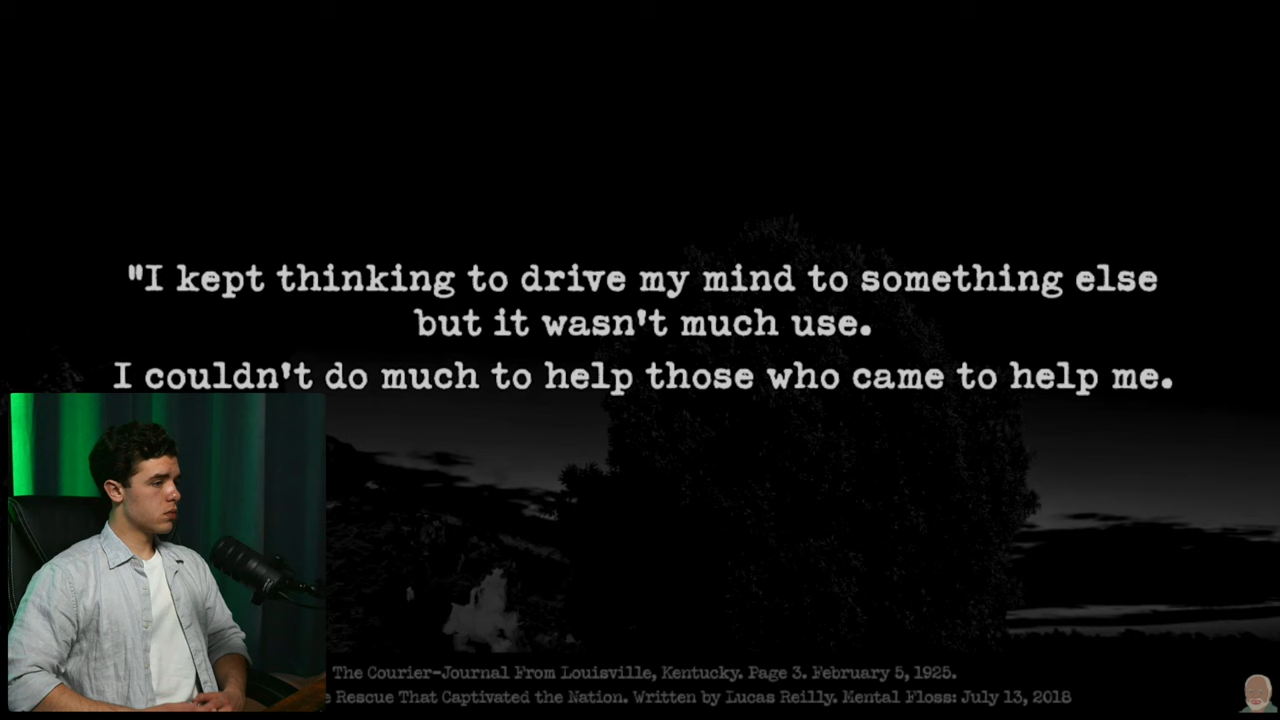 "I kept thinking to drive my mind to something else
but it wasn't much use.
I couldn't do much to help those who came to help me.
The Courier-Journal From Louisville, Kentucky. Page 3. February 5, 1925.
Rescue That Captivated the Nation. Written by Lucas Reilly. Mental Floss: July 13, 2018